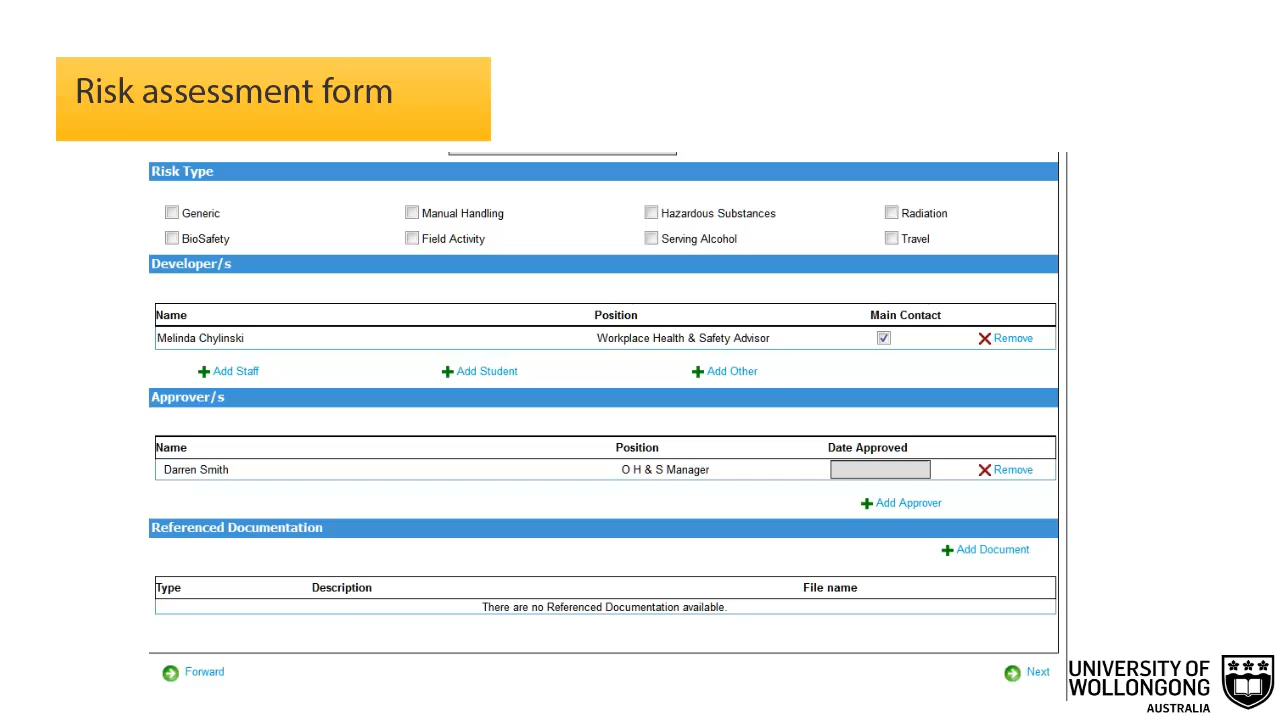 Risk assessment form
Risk Type
Generic Manual Handling Hazardous Substances Radiation
BioSafety Field Activity Serving Alcohol Travel
Developer/s
Name Position Main Contact
Melinda Chylinski Workplace Health & Safety Advisor Remove
Add Staff Add Student Add Other
Approver/s
Name Position Date Approved
Darren Smith O H & S Manager Remove
Add Approver
Referenced Documentation
Add Document
Type Description File name
There are no Referenced Documentation available.
Forward Next
UNIVERSITY OF
WOLLONGONG
AUSTRALIA